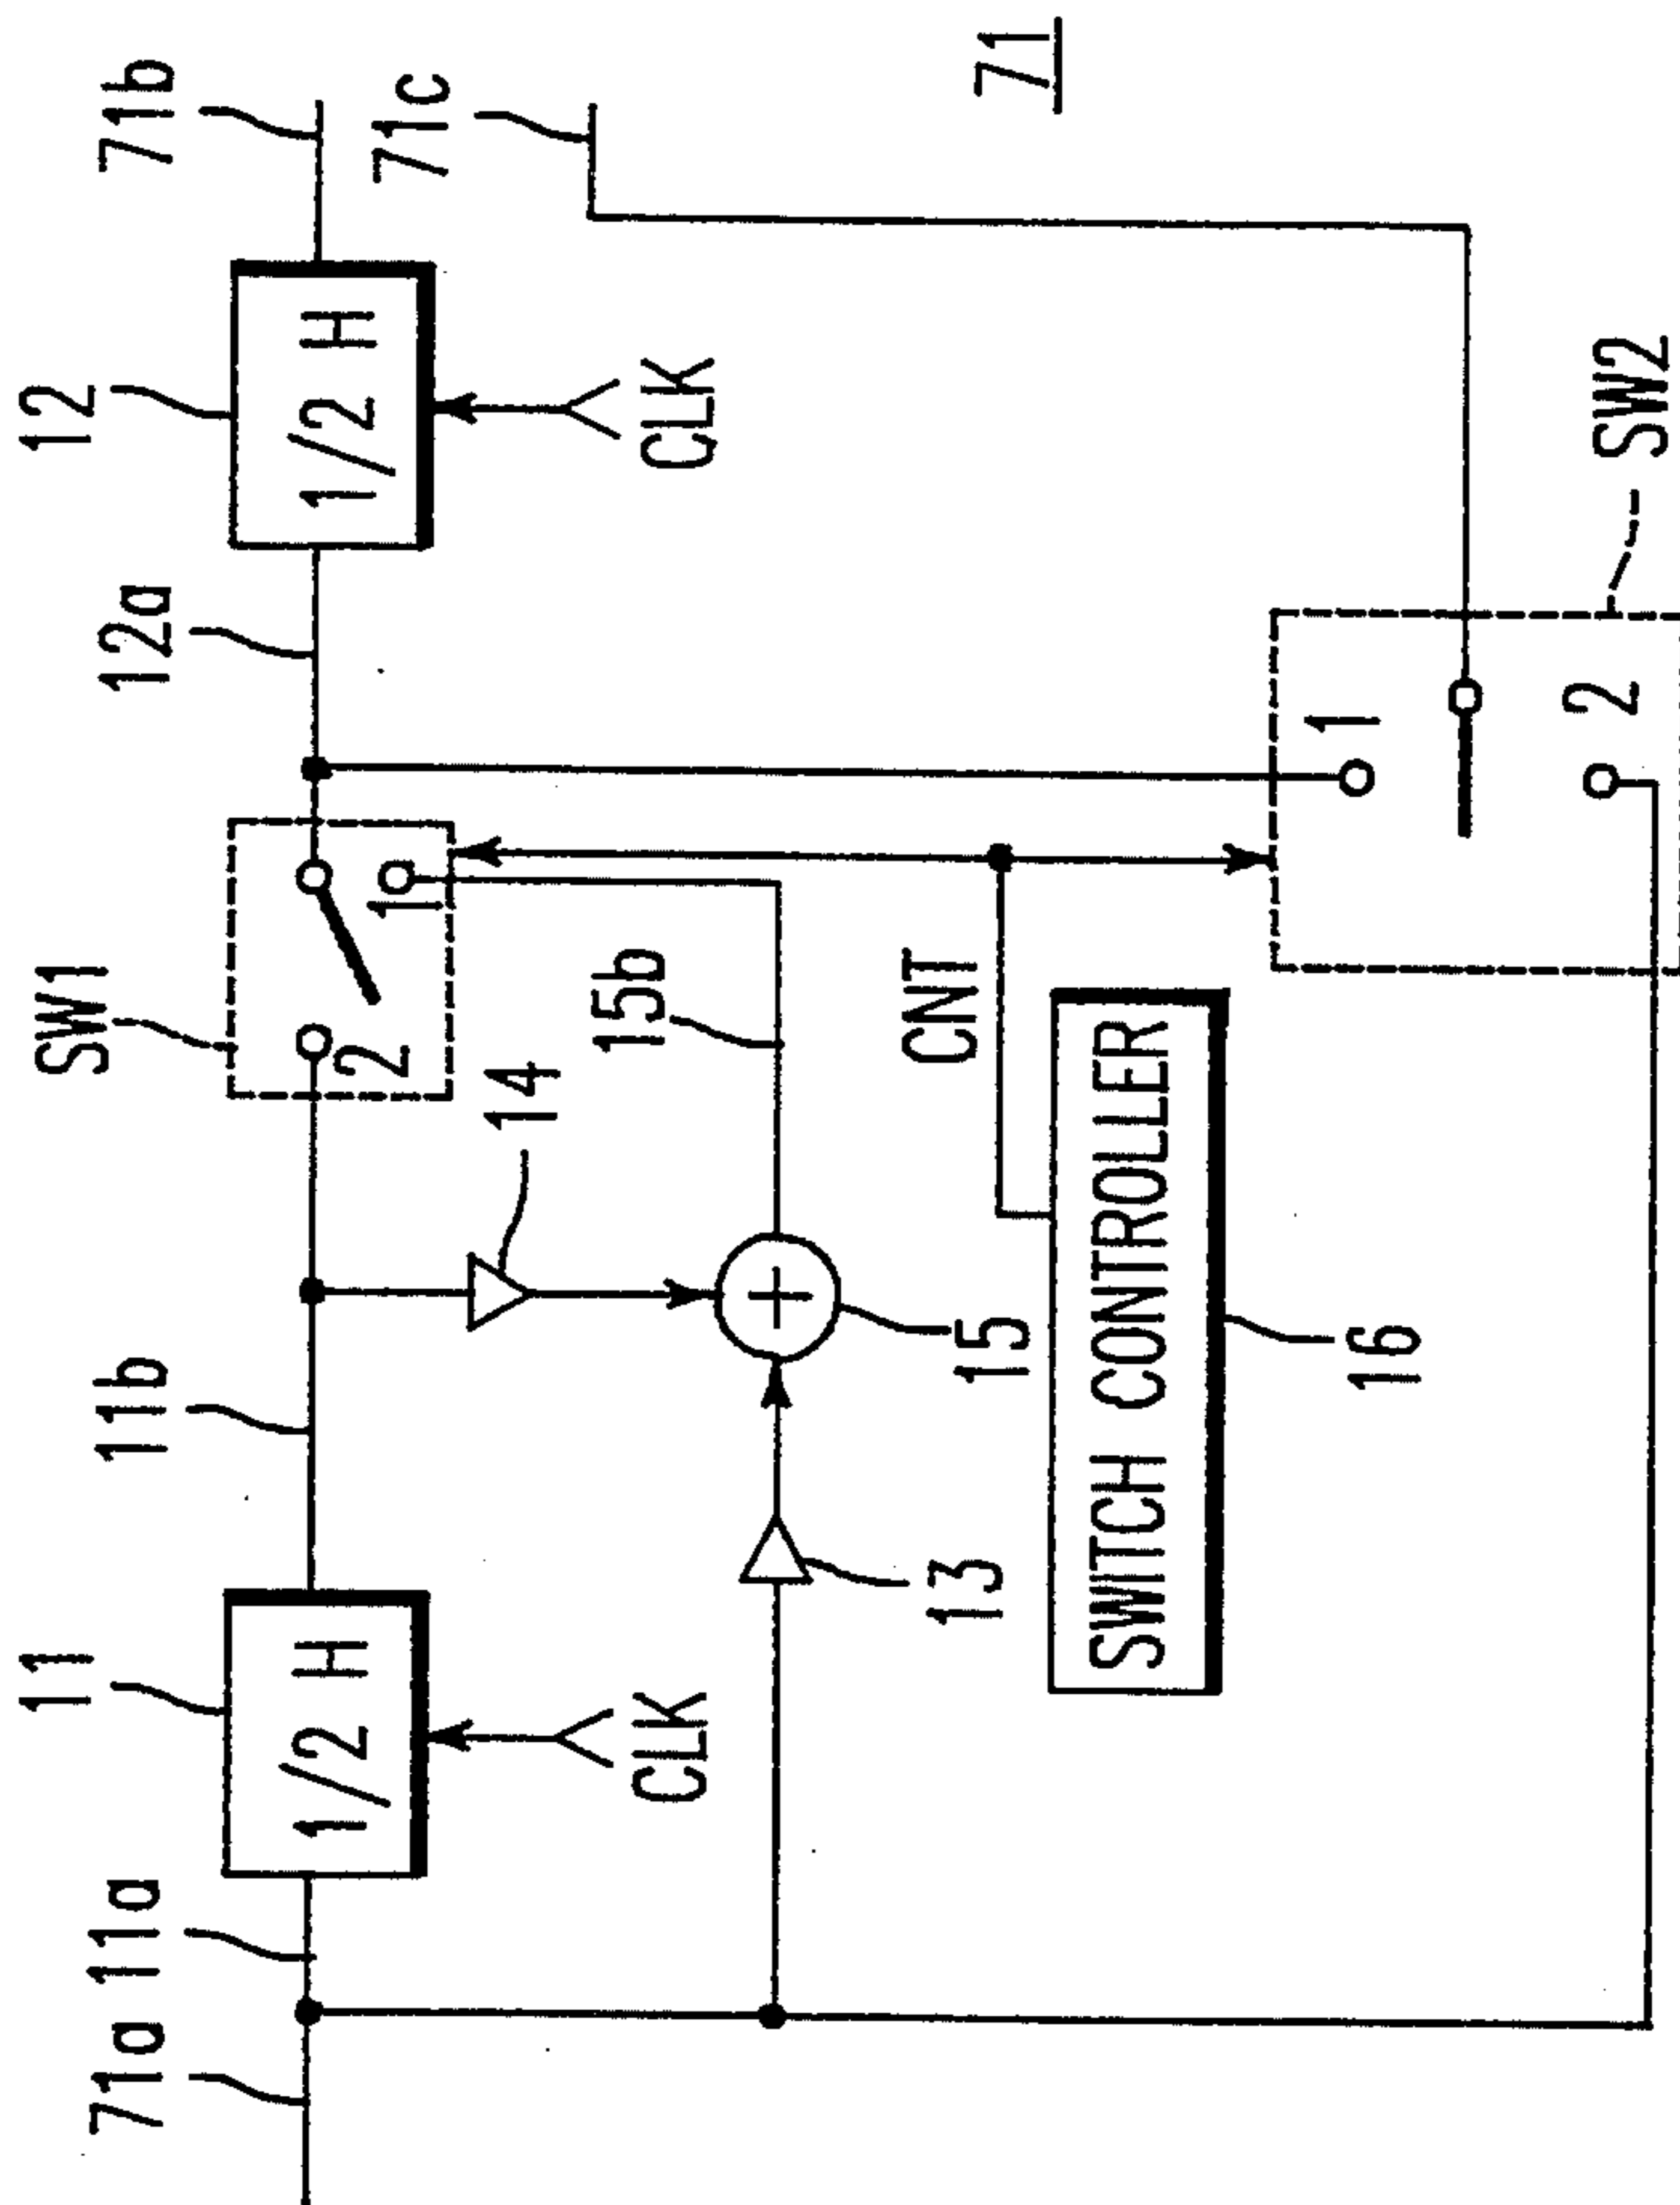 71
71b
71c
12
1/2 H
CLK
12a
SW1
2
1
14
15b
CNT
SW2
1
2
11b
15
SWITCH CONTROLLER
16
11
1/2 H
CLK
13
11a
71a